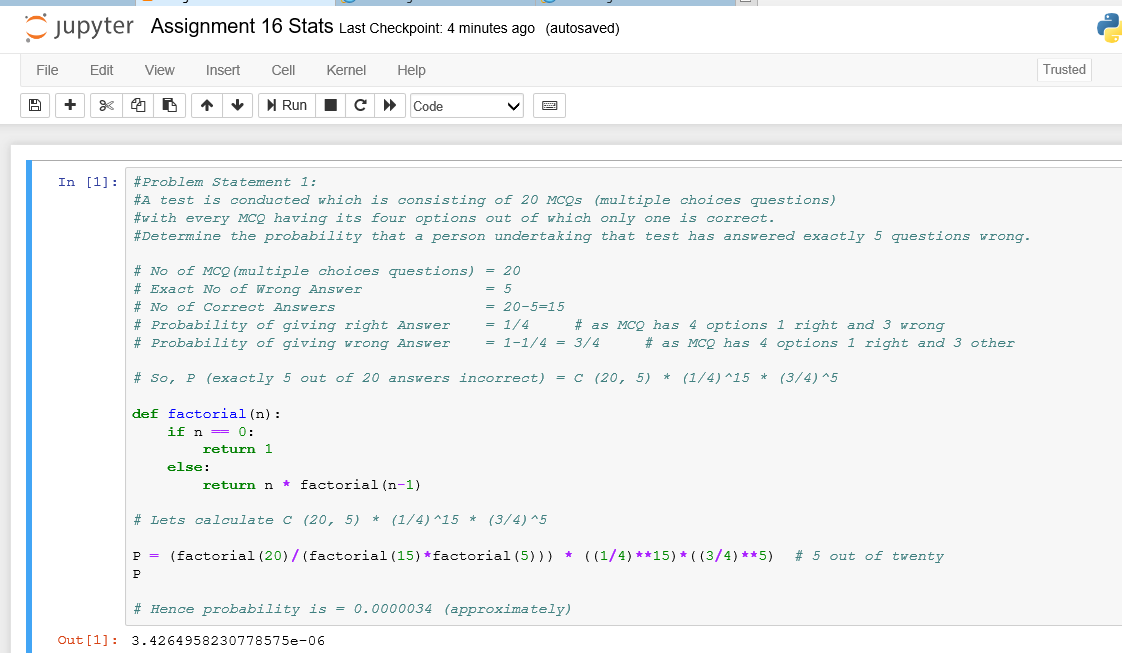 jupyter Assignment 16 Stats Last Checkpoint: 4 minutes ago (autosaved)
File Edit View Insert Cell Kernel Help Trusted
Run Code
In [1]: #Problem Statement 1:
#A test is conducted which is consisting of 20 MCQs (multiple choices questions)
#with every MCQ having its four options out of which only one is correct.
#Determine the probability that a person undertaking that test has answered exactly 5 questions wrong.
# No of MCQ(multiple choices questions) = 20
# Exact No of Wrong Answer = 5
# No of Correct Answers = 20-5=15
# Probability of giving right Answer = 1/4 # as MCQ has 4 options 1 right and 3 wrong
# Probability of giving wrong Answer = 1-1/4 = 3/4 # as MCQ has 4 options 1 right and 3 other
# So, P (exactly 5 out of 20 answers incorrect) = C (20, 5) * (1/4)^15 * (3/4)^5
def factorial(n):
    if n == 0:
        return 1
    else:
        return n * factorial(n-1)
# Lets calculate C (20, 5) * (1/4)^15 * (3/4)^5
P = (factorial(20)/(factorial(15)*factorial(5))) * ((1/4)**15)*((3/4)**5) # 5 out of twenty
P
# Hence probability is = 0.0000034 (approximately)
Out[1]: 3.4264958230778575e-06